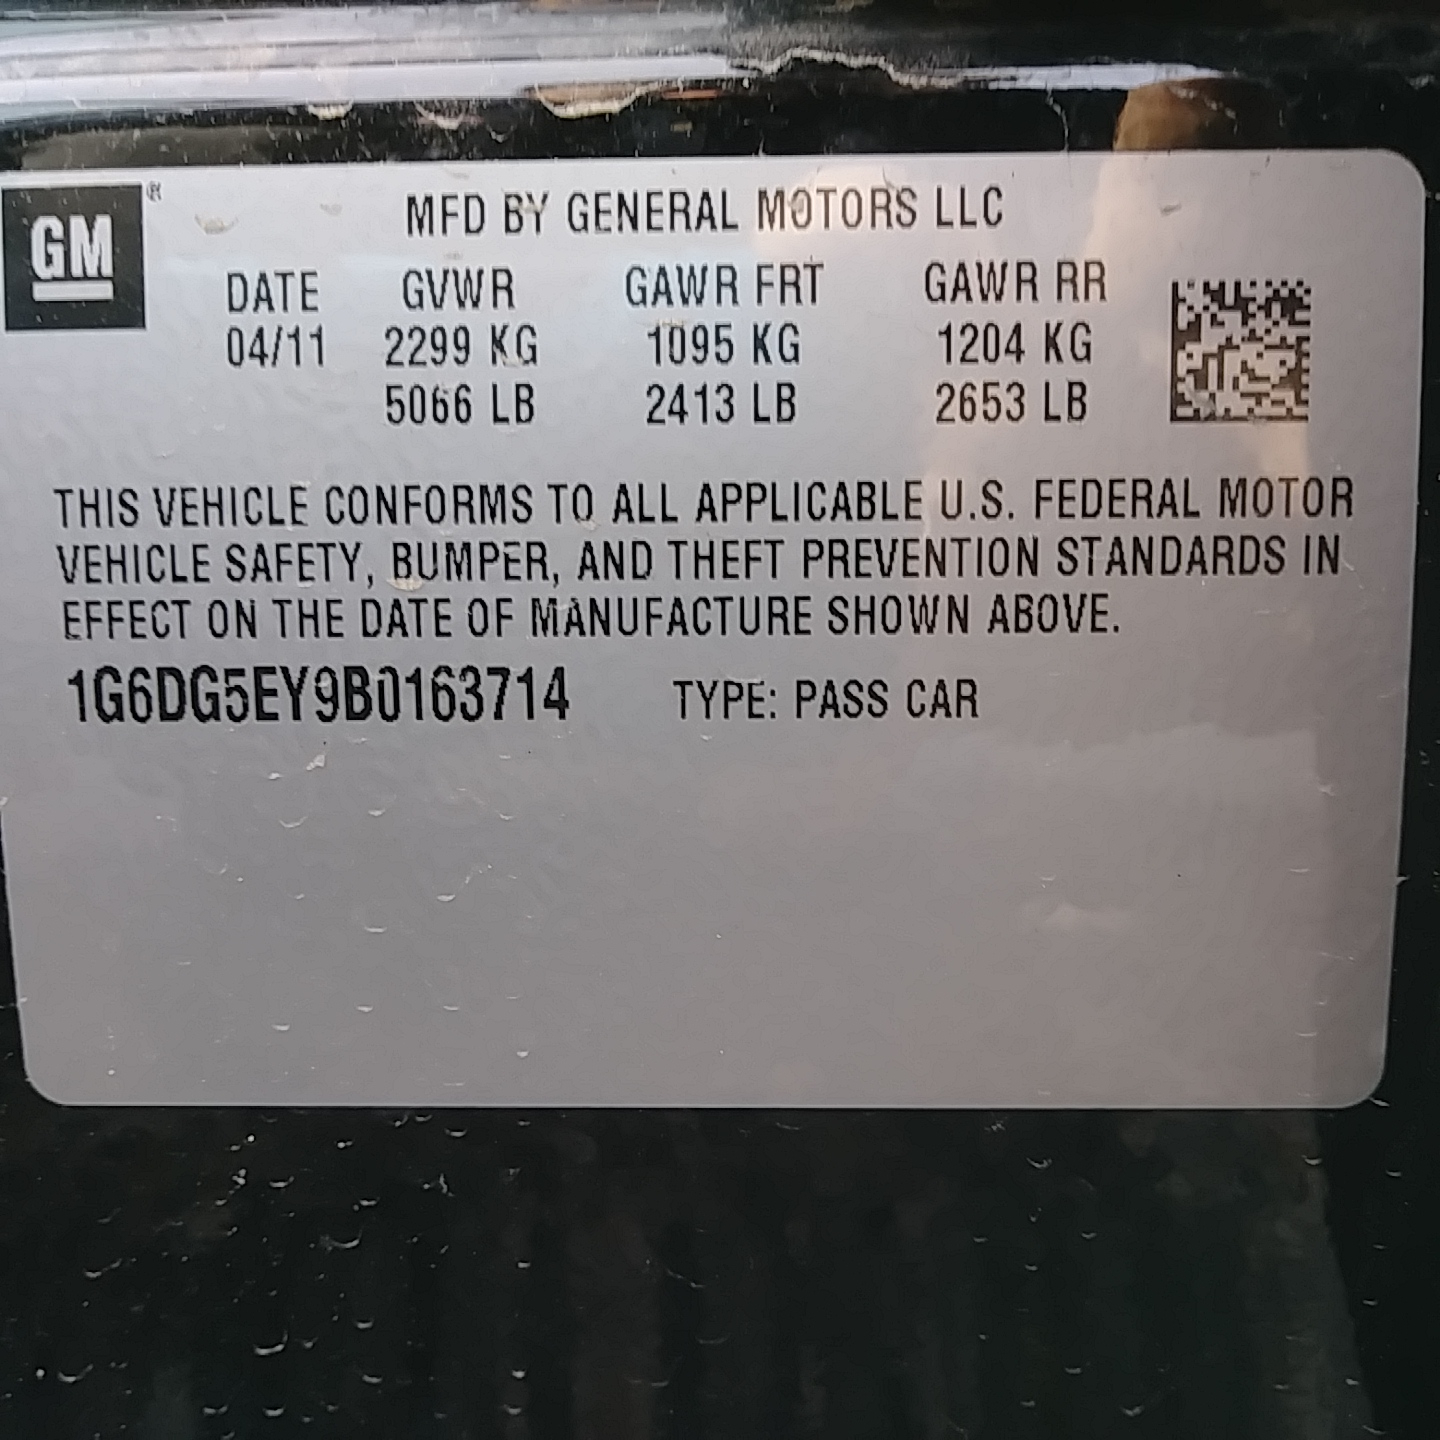 GM®
MFD BY GENERAL MOTORS LLC
DATE GVWR GAWR FRT GAWR RR
04/11 2299 KG 1095 KG 1204 KG
5066 LB 2413 LB 2653 LB
THIS VEHICLE CONFORMS TO ALL APPLICABLE U.S. FEDERAL MOTOR
VEHICLE SAFETY, BUMPER, AND THEFT PREVENTION STANDARDS IN
EFFECT ON THE DATE OF MANUFACTURE SHOWN ABOVE.
1G6DG5EY9B0163714 TYPE: PASS CAR